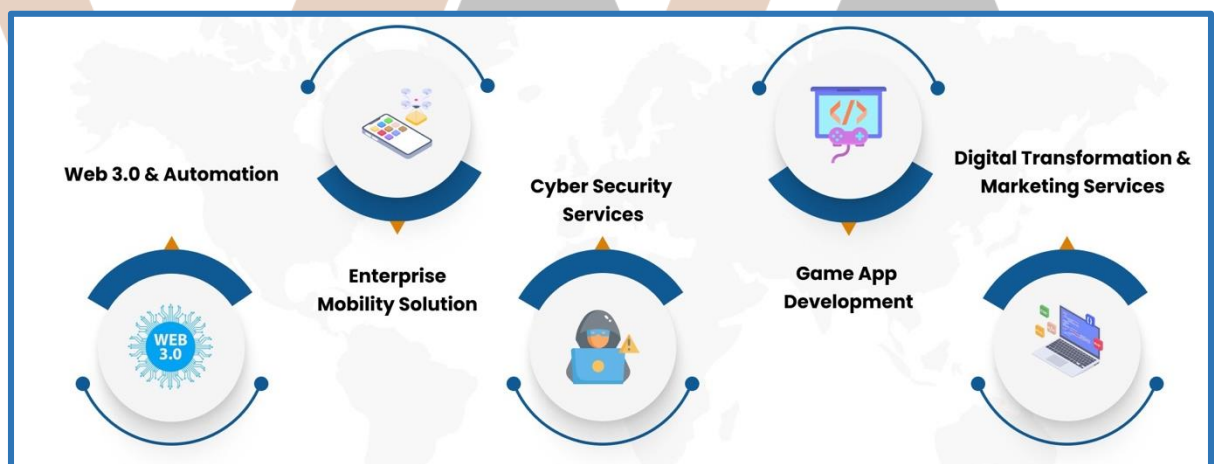 Web 3.0 & Automation
WEB
3.0
Enterprise
Mobility Solution
Cyber Security
Services
Game App
Development
Digital Transformation &
Marketing Services